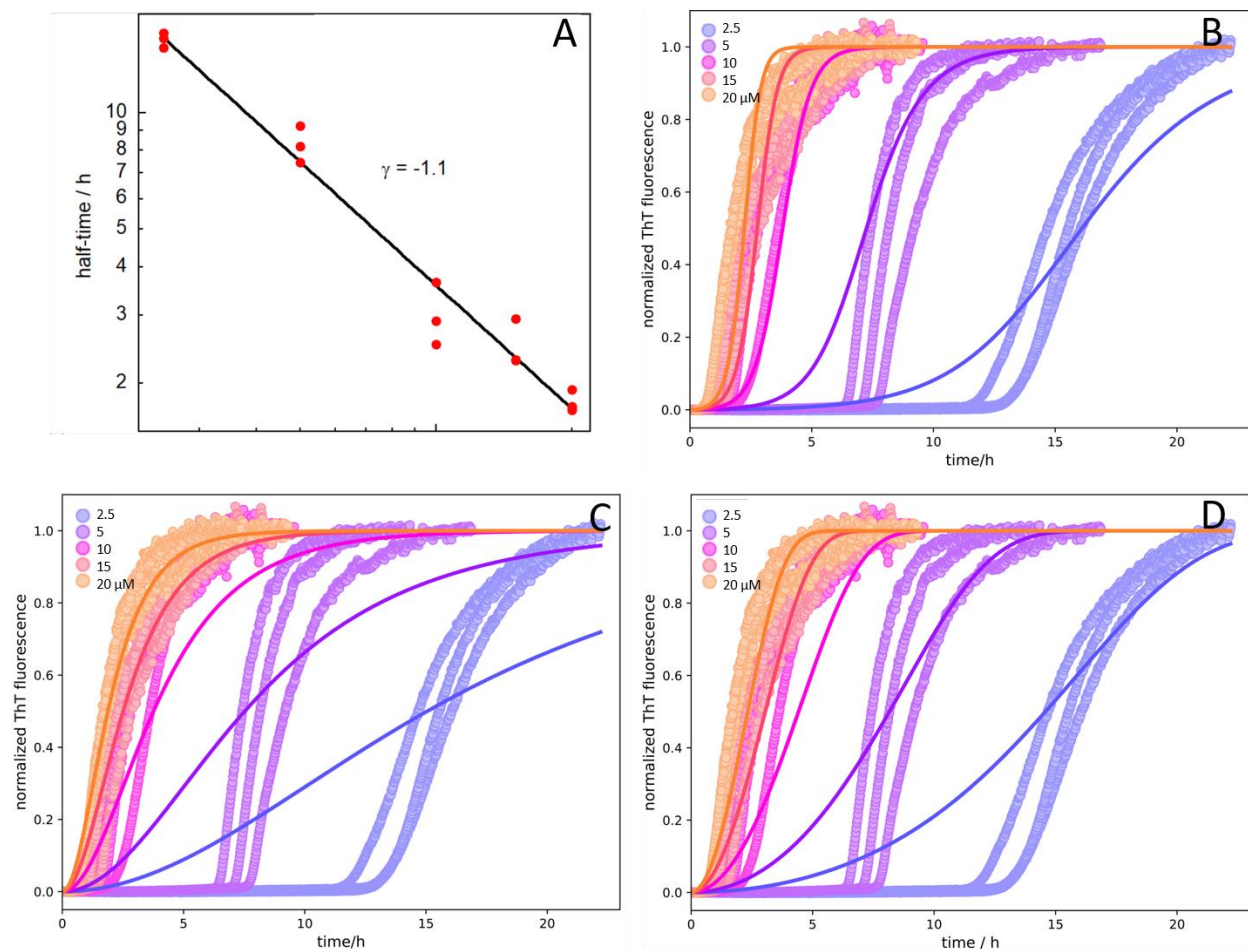 A
10
9
8
7
6
5
4
3
2
half-time / h
γ = -1.1
B
2.5
5
10
15
20 μM
1.0
0.8
0.6
0.4
0.2
0.0
normalized ThT fluorescence
0 5 10 15 20
time/h
C
2.5
5
10
15
20 μM
1.0
0.8
0.6
0.4
0.2
0.0
normalized ThT fluorescence
0 5 10 15 20
time/h
D
2.5
5
10
15
20 μM
1.0
0.8
0.6
0.4
0.2
0.0
normalized ThT fluorescence
0 5 10 15 20
time / h